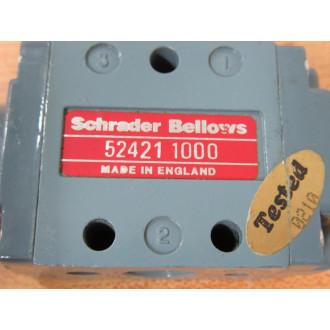 3 1
Schrader Bellows
52421 1000
MADE IN ENGLAND
2
Tested